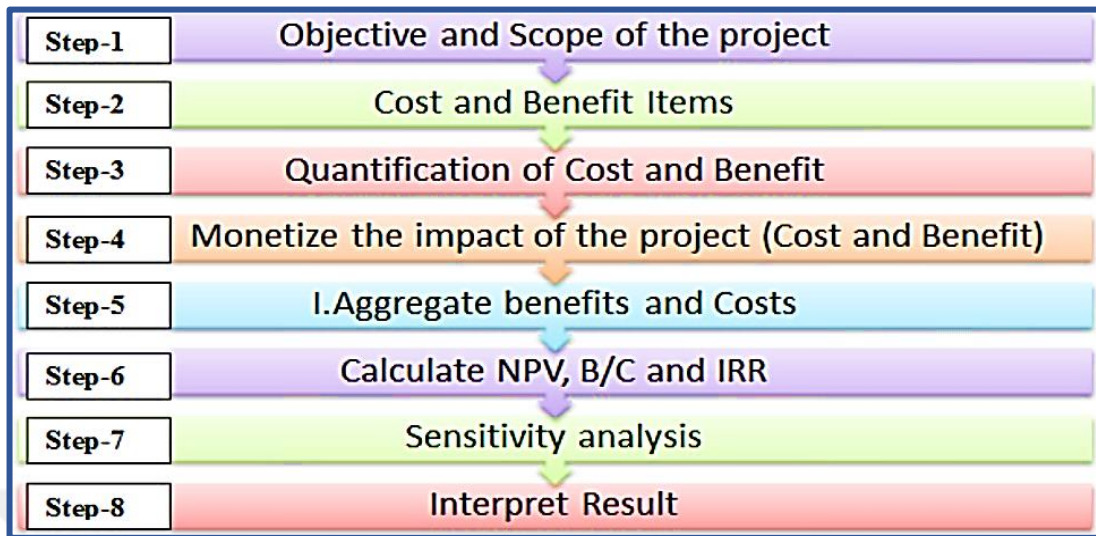 Step-1 Objective and Scope of the project
Step-2 Cost and Benefit Items
Step-3 Quantification of Cost and Benefit
Step-4 Monetize the impact of the project (Cost and Benefit)
Step-5 I.Aggregate benefits and Costs
Step-6 Calculate NPV, B/C and IRR
Step-7 Sensitivity analysis
Step-8 Interpret Result